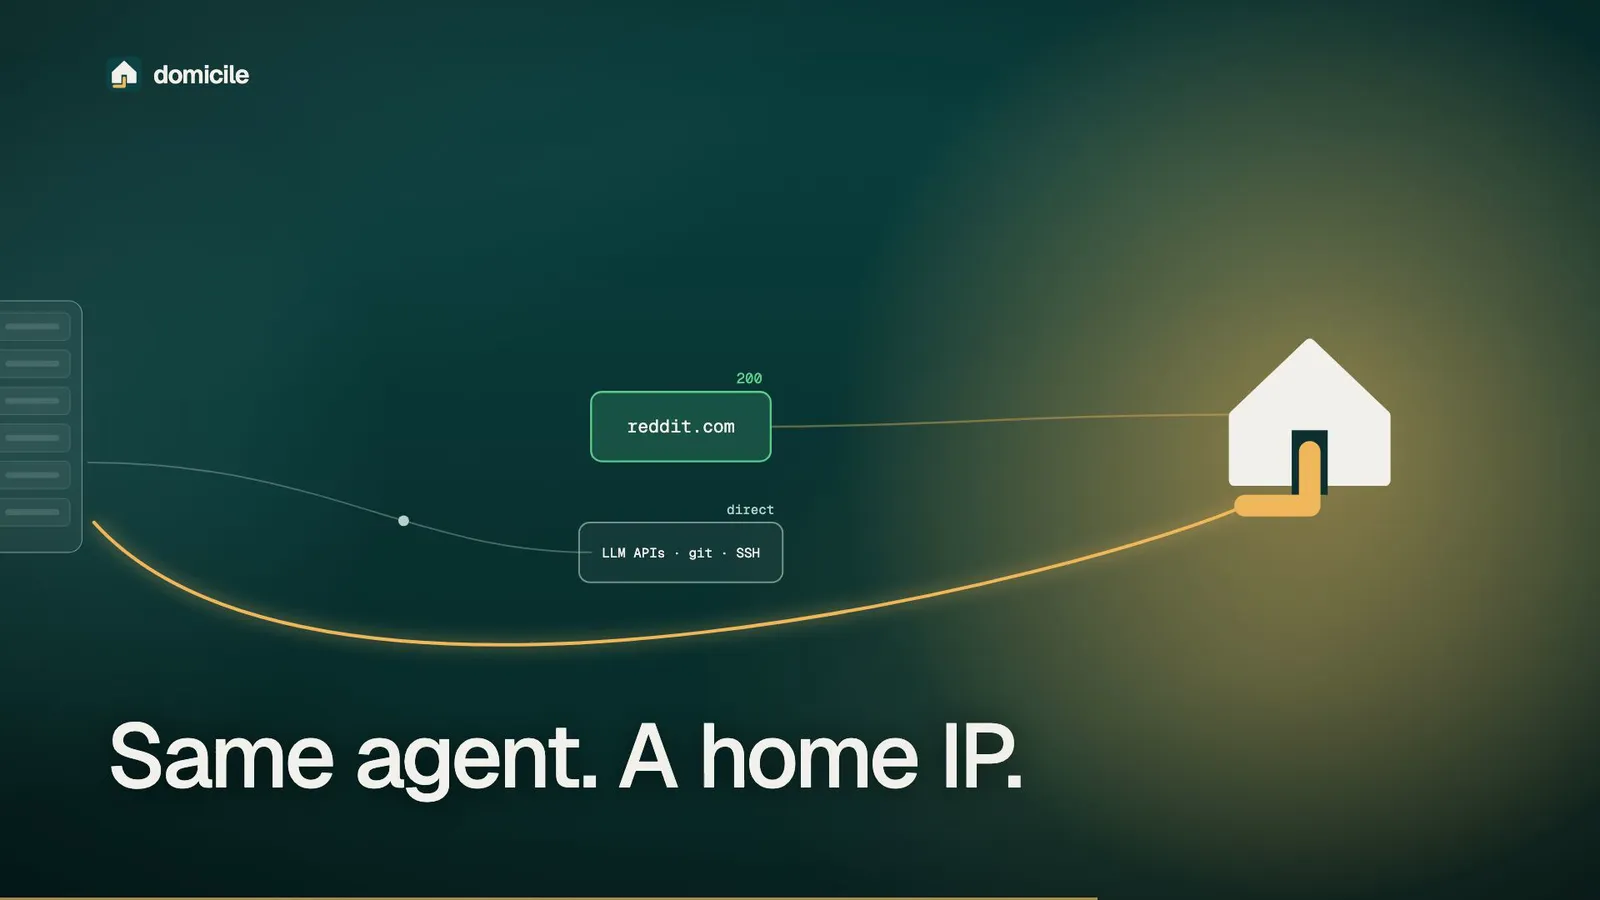 domicile
200
reddit.com
direct
LLM APIs · git · SSH
Same agent. A home IP.